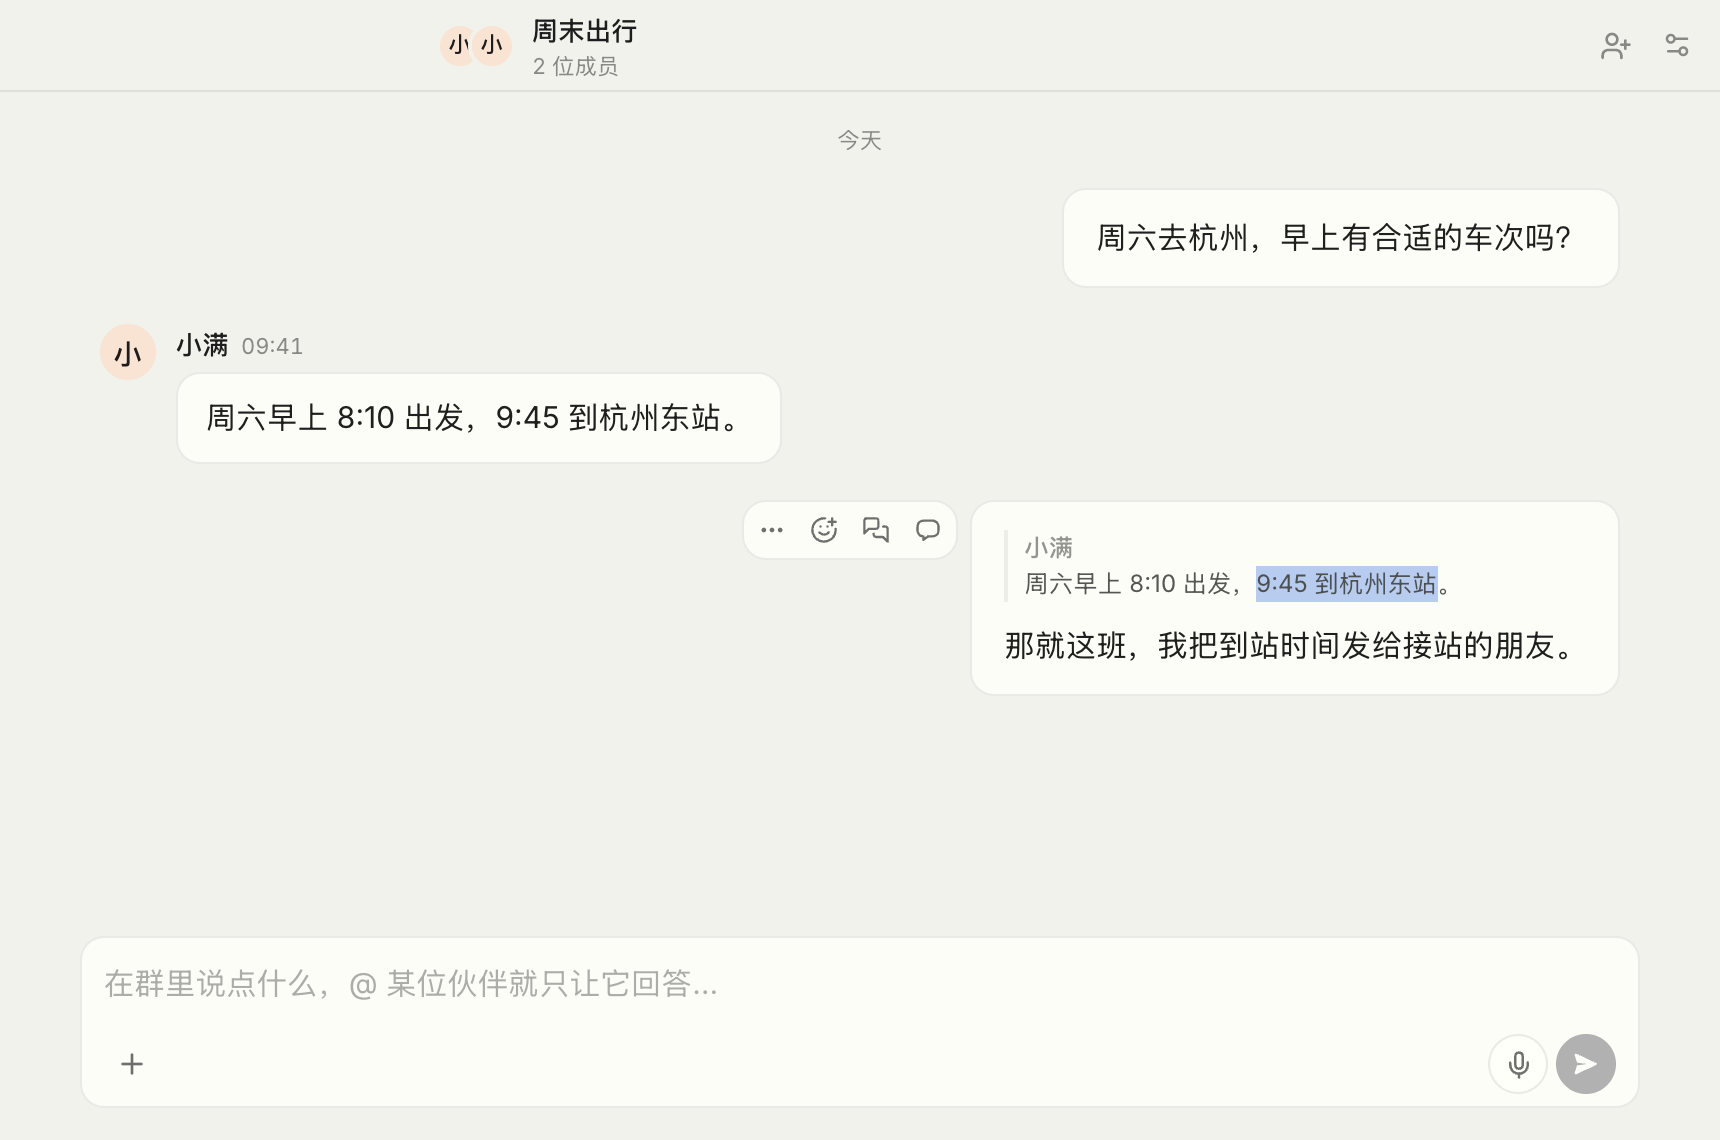 小 小 周末出行
2 位成员
今天
周六去杭州，早上有合适的车次吗？
小 小满 09:41
周六早上 8:10 出发，9:45 到杭州东站。
小满
周六早上 8:10 出发，9:45 到杭州东站。
那就这班，我把到站时间发给接站的朋友。
在群里说点什么，@ 某位伙伴就只让它回答...